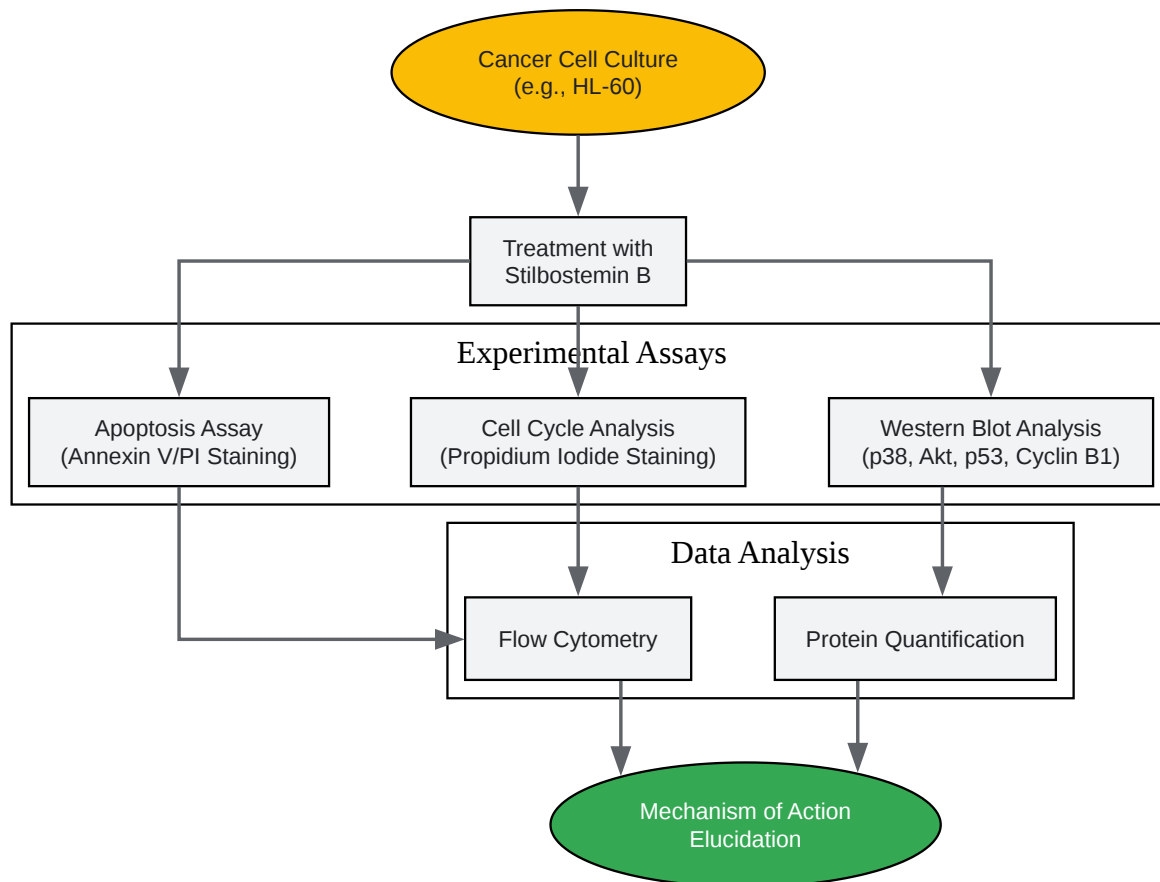 Cancer Cell Culture
(e.g., HL-60)
Treatment with
Stilbostemin B
Experimental Assays
Apoptosis Assay
(Annexin V/PI Staining)
Cell Cycle Analysis
(Propidium Iodide Staining)
Western Blot Analysis
(p38, Akt, p53, Cyclin B1)
Data Analysis
Flow Cytometry
Protein Quantification
Mechanism of Action
Elucidation